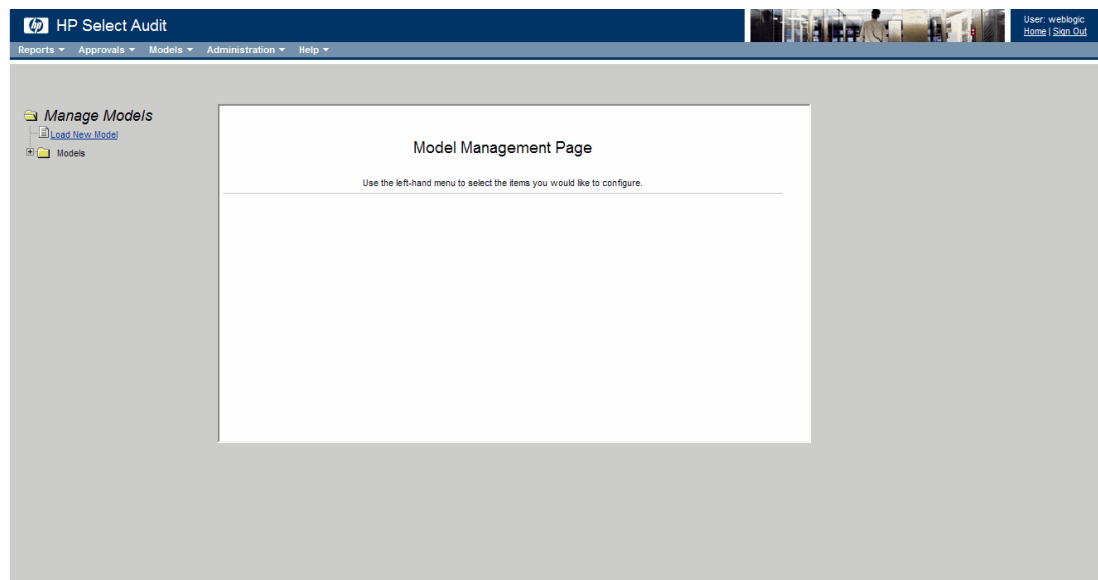 hp HP Select Audit
User: weblogic
Home | Sign Out
Reports Approvals Models Administration Help
Manage Models
Load New Model
Models
Model Management Page
Use the left-hand menu to select the items you would like to configure.